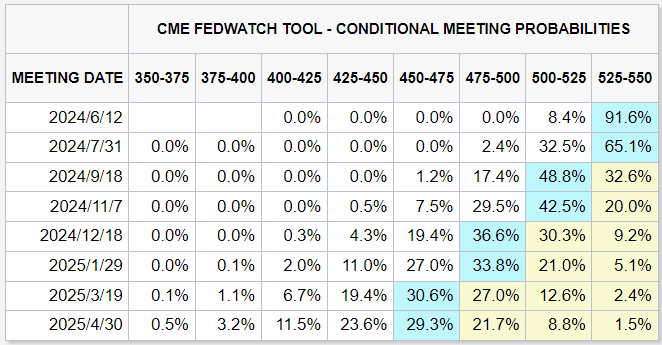 CME FEDWATCH TOOL - CONDITIONAL MEETING PROBABILITIES
MEETING DATE 350-375 375-400 400-425 425-450 450-475 475-500 500-525 525-550
2024/6/12 0.0% 0.0% 0.0% 0.0% 8.4% 91.6%
2024/7/31 0.0% 0.0% 0.0% 0.0% 0.0% 2.4% 32.5% 65.1%
2024/9/18 0.0% 0.0% 0.0% 0.0% 1.2% 17.4% 48.8% 32.6%
2024/11/7 0.0% 0.0% 0.0% 0.5% 7.5% 29.5% 42.5% 20.0%
2024/12/18 0.0% 0.0% 0.3% 4.3% 19.4% 36.6% 30.3% 9.2%
2025/1/29 0.0% 0.1% 2.0% 11.0% 27.0% 33.8% 21.0% 5.1%
2025/3/19 0.1% 1.1% 6.7% 19.4% 30.6% 27.0% 12.6% 2.4%
2025/4/30 0.5% 3.2% 11.5% 23.6% 29.3% 21.7% 8.8% 1.5%